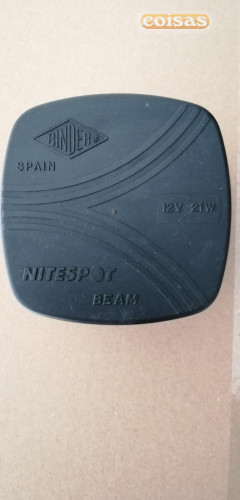 coisas
BINDER
SPAIN
12V 21W
NITESPOT
BEAM